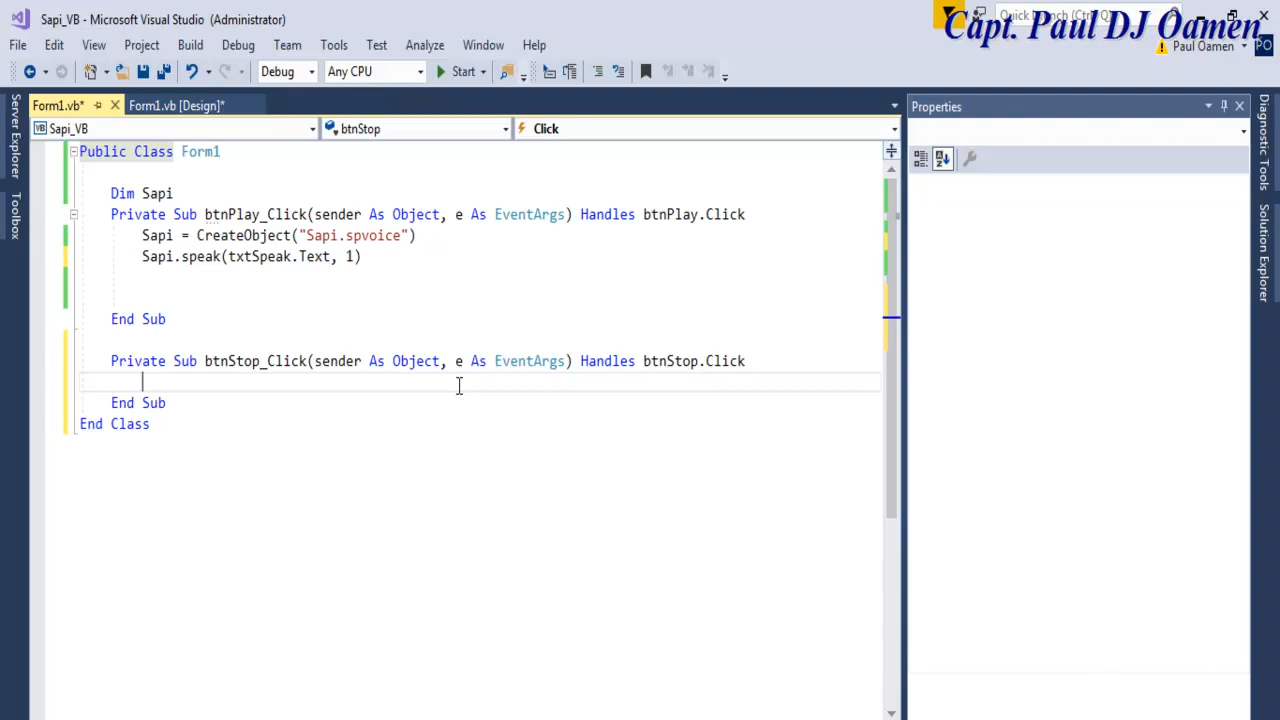 Sapi_VB - Microsoft Visual Studio (Administrator)
Quick Launch (Ctrl+Q)
Capt. Paul DJ Oamen
File Edit View Project Build Debug Team Tools Test Analyze Window Help
Paul Oamen PO
Debug Any CPU Start
Server Explorer
Toolbox
Form1.vb* Form1.vb [Design]*
Sapi_VB btnStop Click
Public Class Form1
Dim Sapi
Private Sub btnPlay_Click(sender As Object, e As EventArgs) Handles btnPlay.Click
Sapi = CreateObject("Sapi.spvoice")
Sapi.speak(txtSpeak.Text, 1)
End Sub
Private Sub btnStop_Click(sender As Object, e As EventArgs) Handles btnStop.Click
End Sub
End Class
Properties
Diagnostic Tools
Solution Explorer